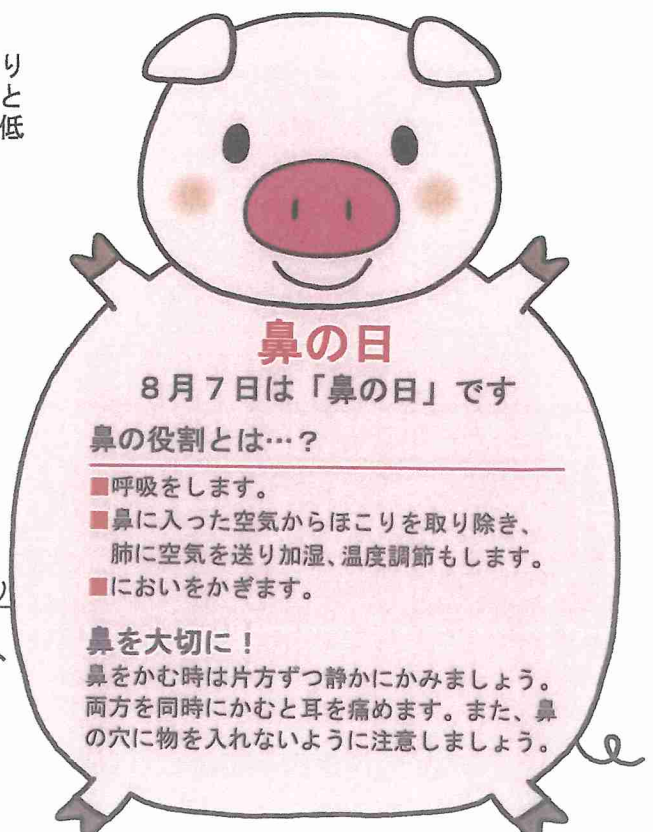 りと低
鼻の日
8月7日は「鼻の日」です
鼻の役割とは…？
■呼吸をします。
■鼻に入った空気からほこりを取り除き、
肺に空気を送り加湿、温度調節もします。
■においをかぎます。
鼻を大切に！
鼻をかむ時は片方ずつ静かにかみましょう。
両方を同時にかむと耳を痛めます。また、鼻
の穴に物を入れないように注意しましょう。